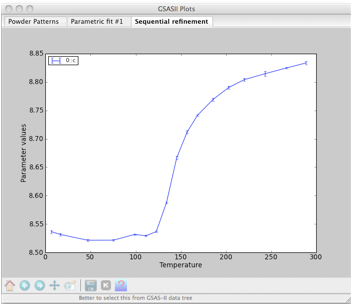 GSASII Plots
Powder Patterns Parametric fit #1 Sequential refinement
8.85
0:c
8.80
8.75
8.70
8.65
8.60
8.55
8.50
Parameter values
0 50 100 150 200 250 300
Temperature
Better to select this from GSAS-II data tree